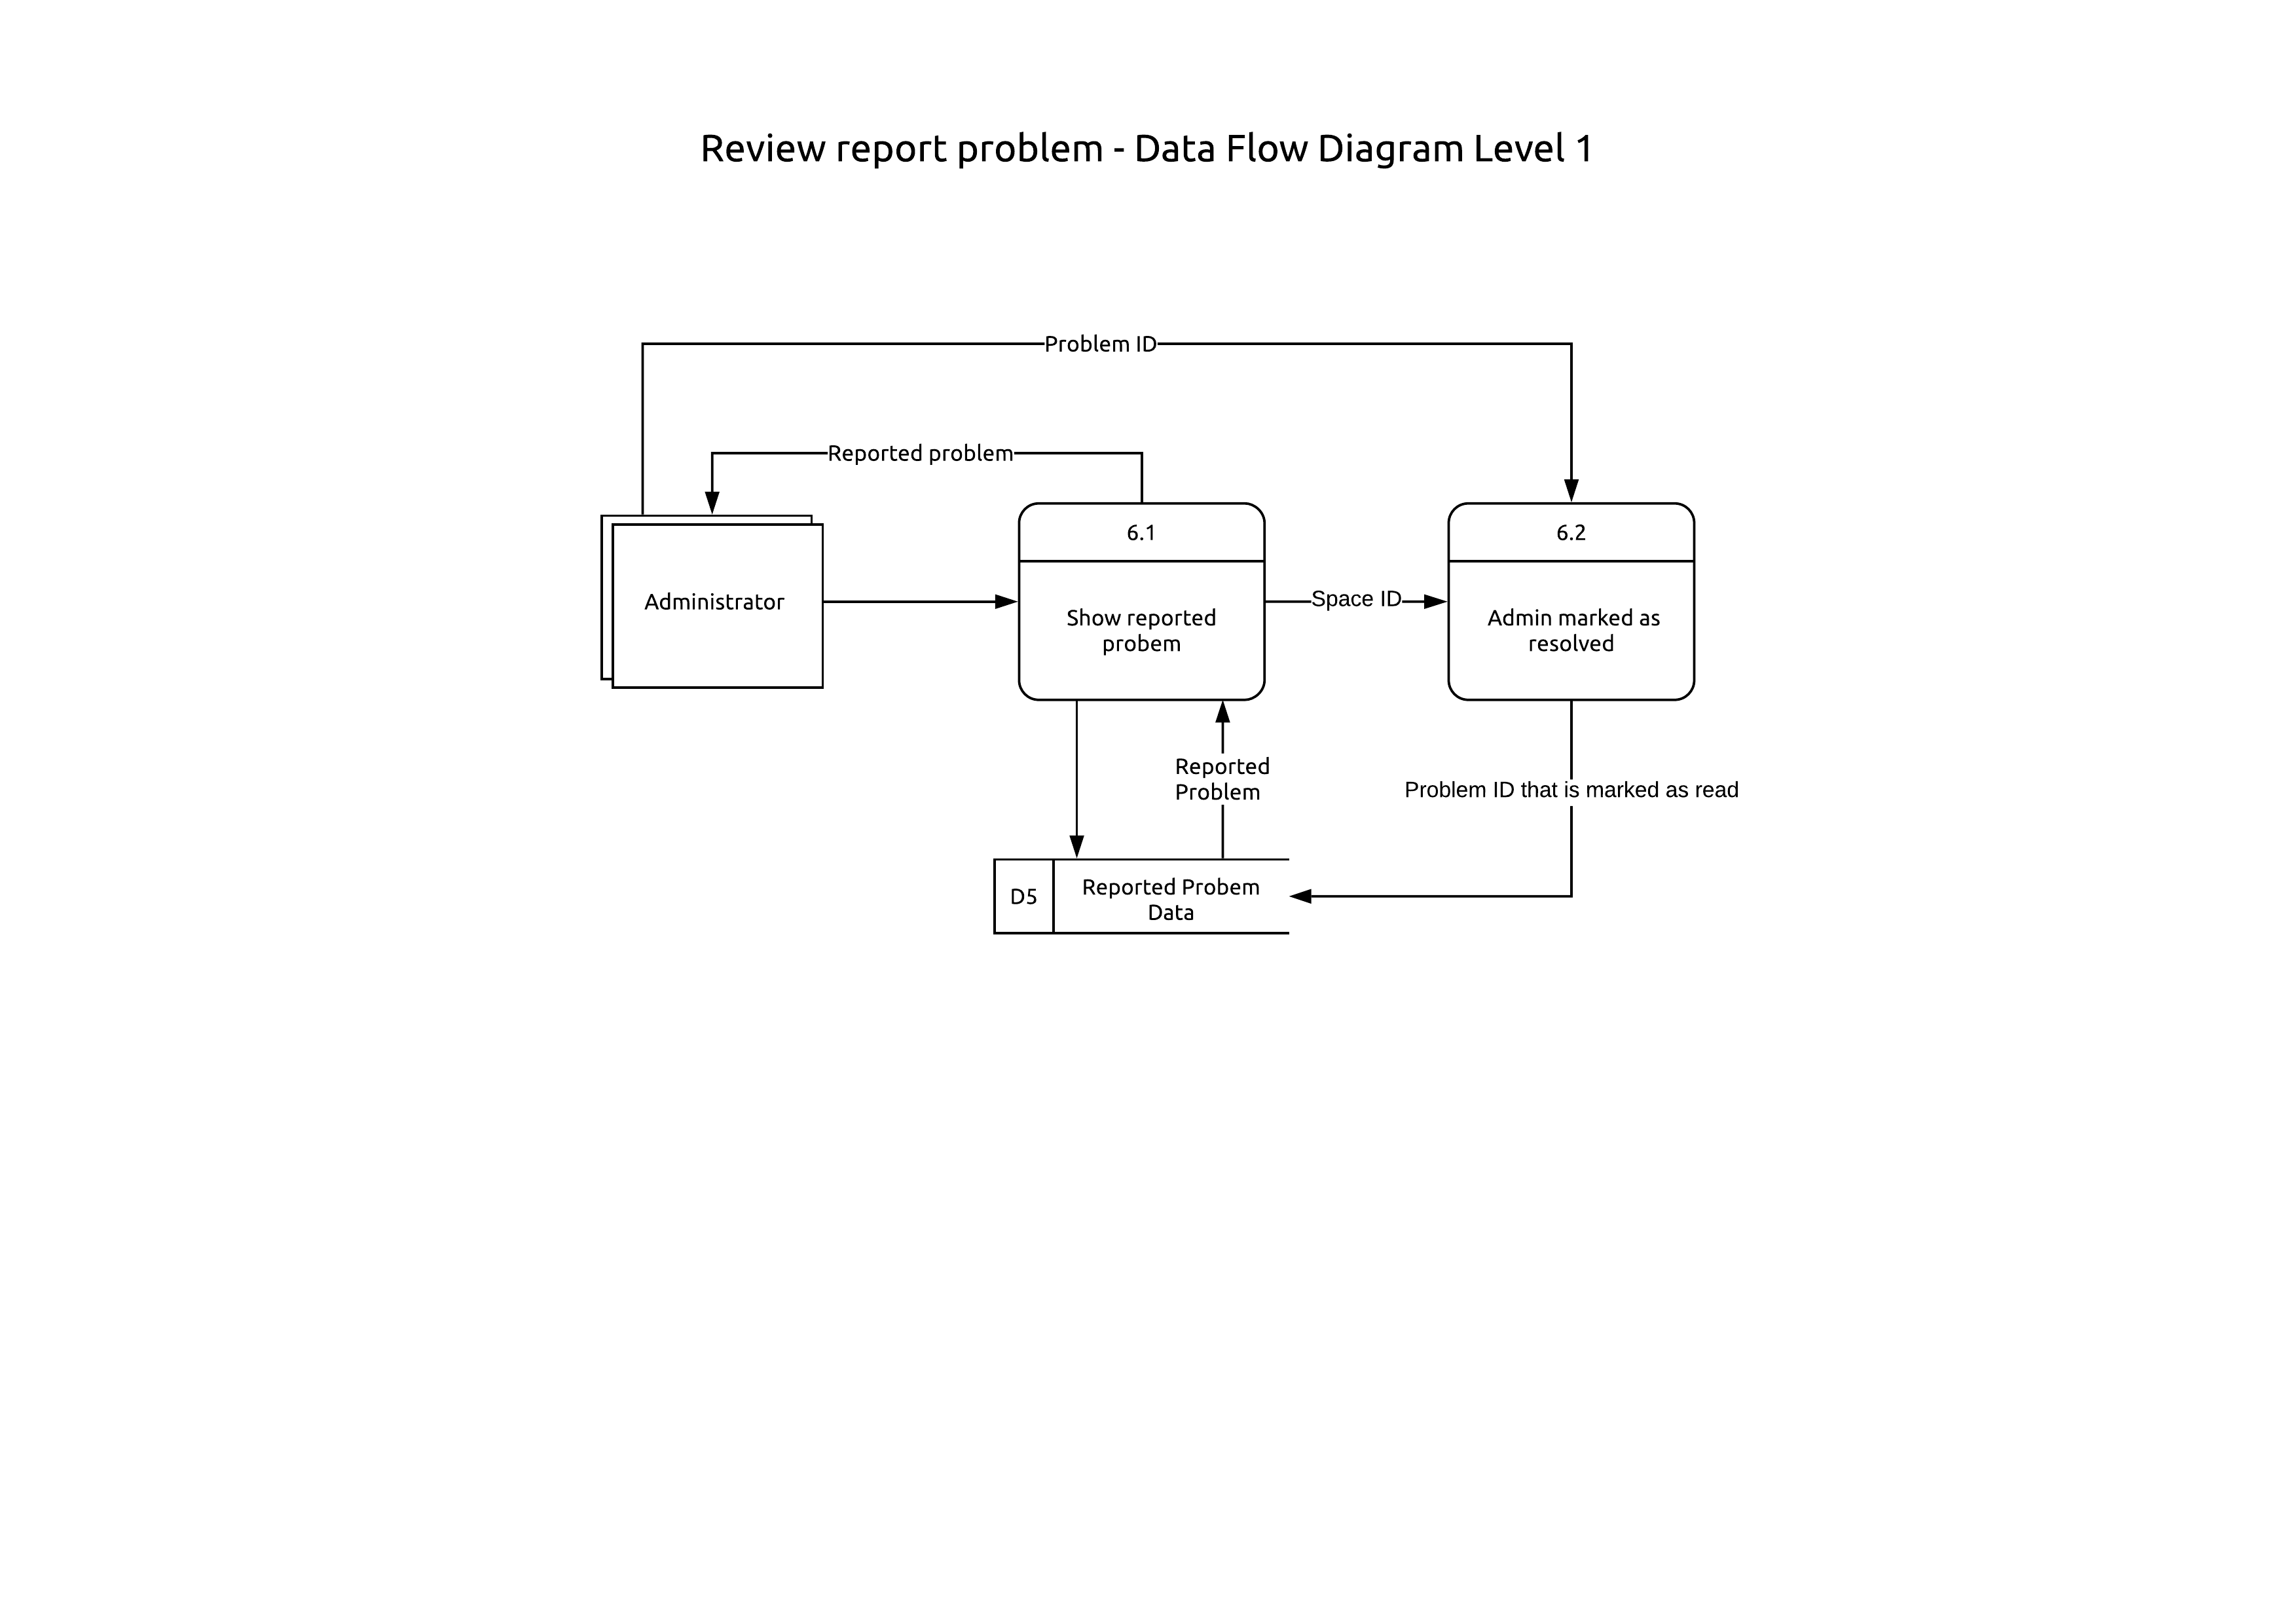 Review report problem - Data Flow Diagram Level 1
Problem ID
Reported problem
6.1
6.2
Administrator
Show reported
probem
Space ID
Admin marked as
resolved
Reported
Problem
Problem ID that is marked as read
D5
Reported Probem
Data